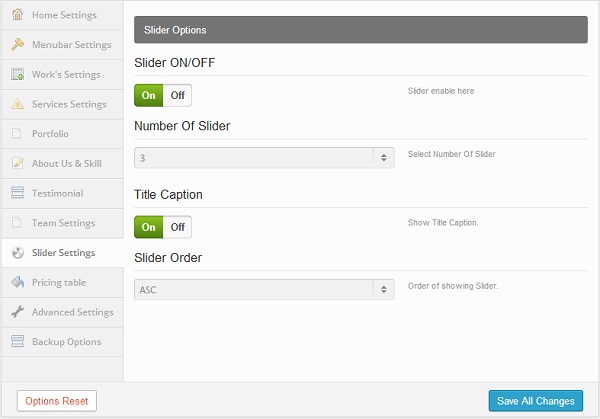 Home Settings
Menubar Settings
Work's Settings
Services Settings
Portfolio
About Us & Skill
Testimonial
Team Settings
Slider Settings
Pricing table
Advanced Settings
Backup Options
Slider Options
Slider ON/OFF
On Off
Slider enable here
Number Of Slider
3
Select Number Of Slider
Title Caption
On Off
Show Title Caption.
Slider Order
ASC
Order of showing Slider.
Options Reset
Save All Changes